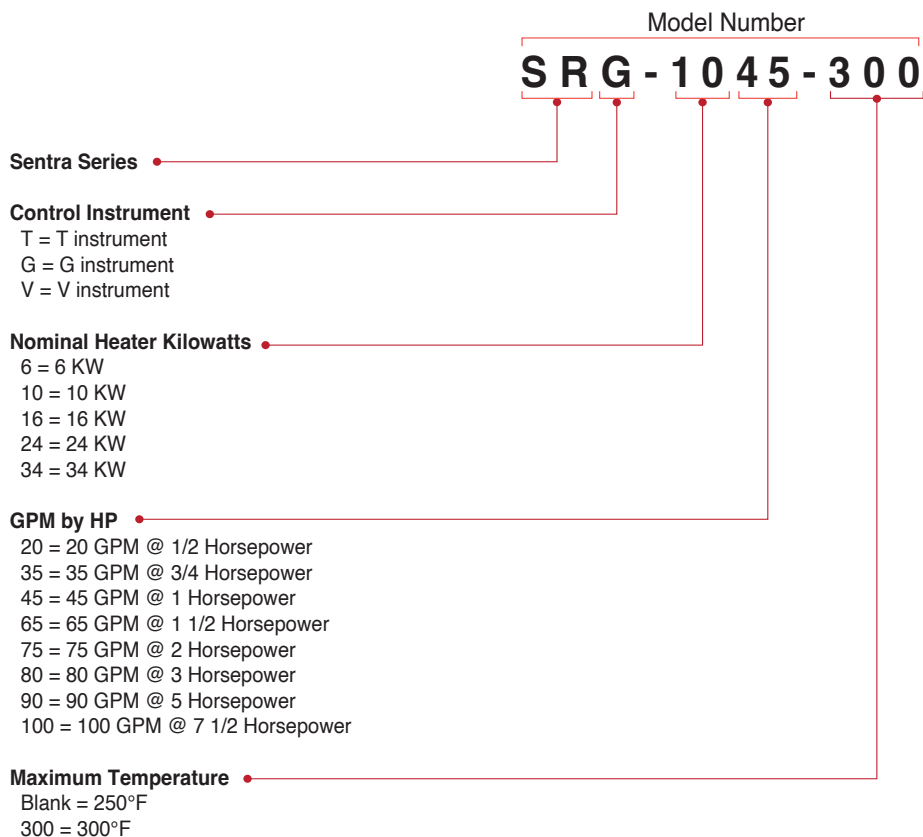 Model Number
SRG-1045-300
Sentra Series
Control Instrument
T = T instrument
G = G instrument
V = V instrument
Nominal Heater Kilowatts
6 = 6 KW
10 = 10 KW
16 = 16 KW
24 = 24 KW
34 = 34 KW
GPM by HP
20 = 20 GPM @ 1/2 Horsepower
35 = 35 GPM @ 3/4 Horsepower
45 = 45 GPM @ 1 Horsepower
65 = 65 GPM @ 1 1/2 Horsepower
75 = 75 GPM @ 2 Horsepower
80 = 80 GPM @ 3 Horsepower
90 = 90 GPM @ 5 Horsepower
100 = 100 GPM @ 7 1/2 Horsepower
Maximum Temperature
Blank = 250°F
300 = 300°F